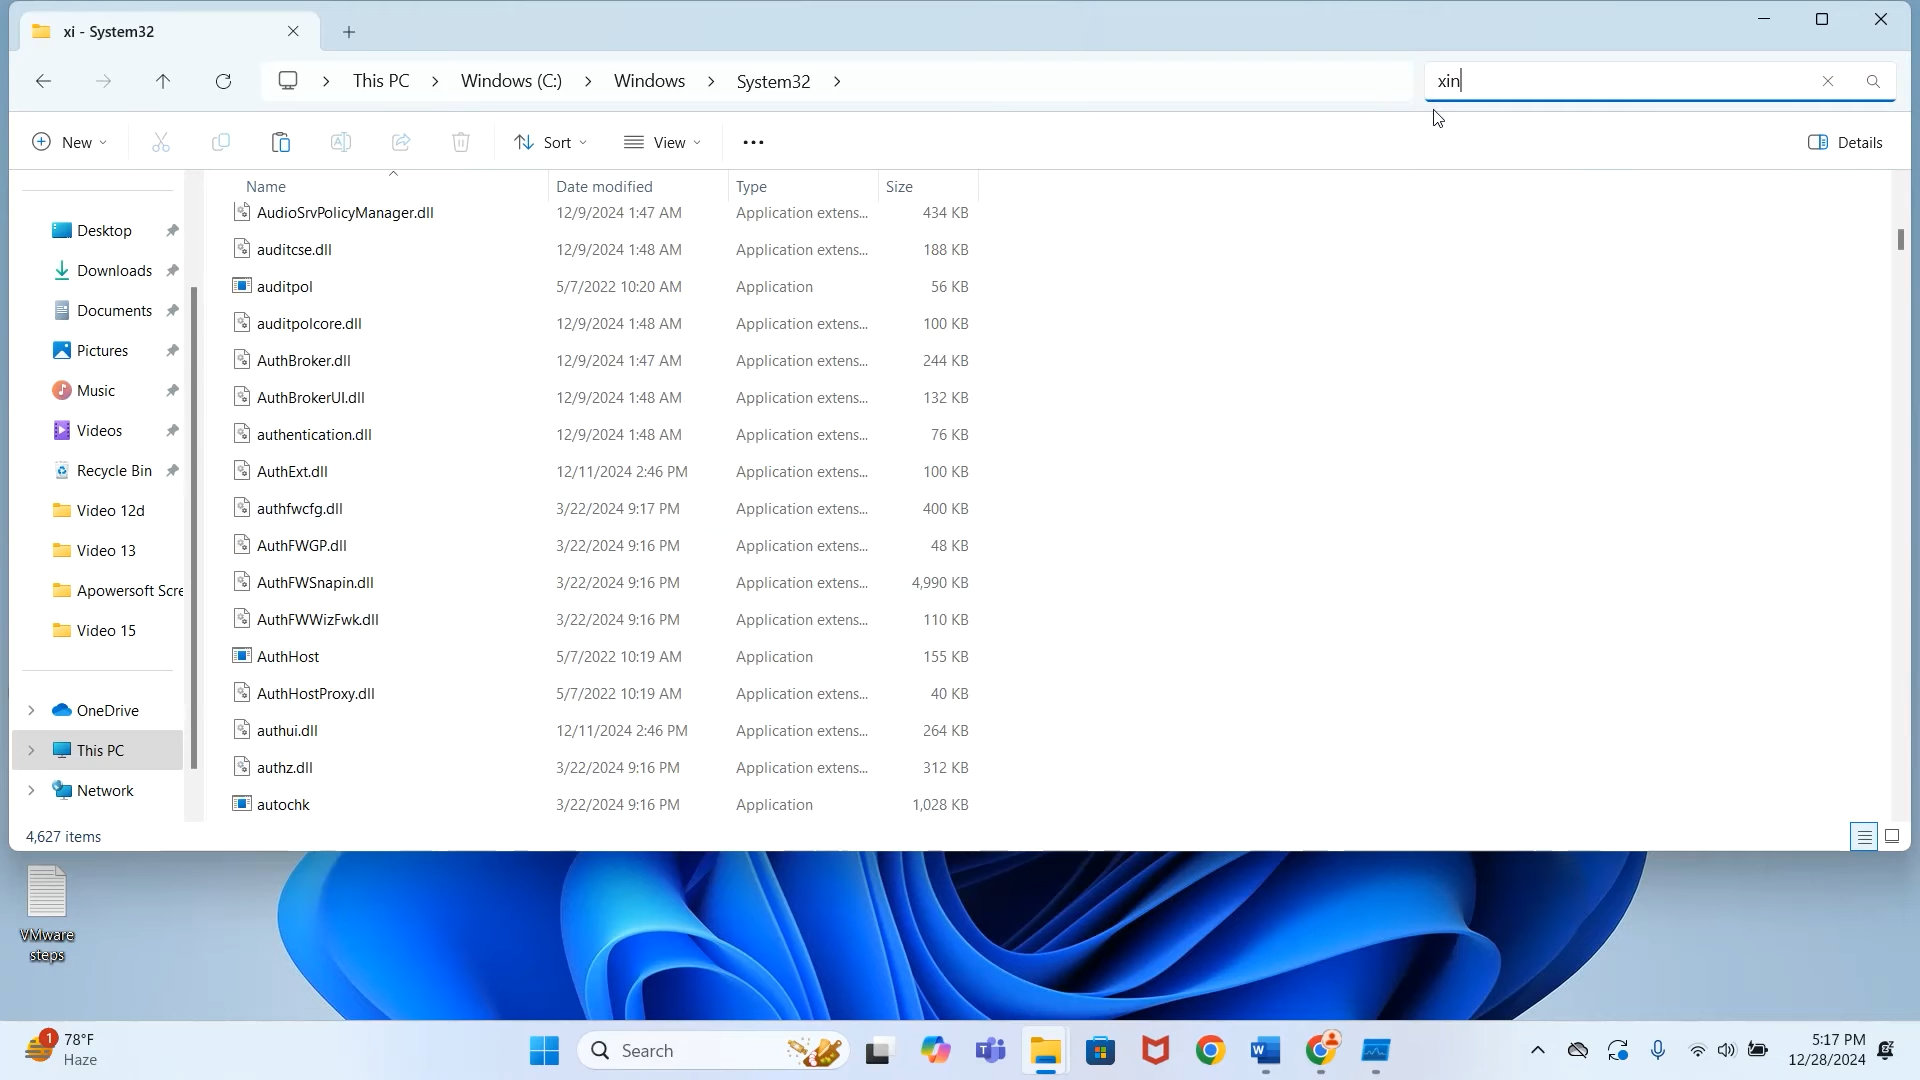 xi - System32
This PC
Windows (C:)
Windows
System32
xin
New
Sort
View
Details
Name Date modified Type Size
AudioSrvPolicyManager.dll 12/9/2024 1:47 AM Application extens... 434 KB
auditcse.dll 12/9/2024 1:48 AM Application extens... 188 KB
auditpol 5/7/2022 10:20 AM Application 56 KB
auditpolcore.dll 12/9/2024 1:48 AM Application extens... 100 KB
AuthBroker.dll 12/9/2024 1:47 AM Application extens... 244 KB
AuthBrokerUI.dll 12/9/2024 1:48 AM Application extens... 132 KB
authentication.dll 12/9/2024 1:48 AM Application extens... 76 KB
AuthExt.dll 12/11/2024 2:46 PM Application extens... 100 KB
authfwcfg.dll 3/22/2024 9:17 PM Application extens... 400 KB
AuthFWGP.dll 3/22/2024 9:16 PM Application extens... 48 KB
AuthFWSnapin.dll 3/22/2024 9:16 PM Application extens... 4,990 KB
AuthFWWizFwk.dll 3/22/2024 9:16 PM Application extens... 110 KB
AuthHost 5/7/2022 10:19 AM Application 155 KB
AuthHostProxy.dll 5/7/2022 10:19 AM Application extens... 40 KB
authui.dll 12/11/2024 2:46 PM Application extens... 264 KB
authz.dll 3/22/2024 9:16 PM Application extens... 312 KB
autochk 3/22/2024 9:16 PM Application 1,028 KB
Desktop
Downloads
Documents
Pictures
Music
Videos
Recycle Bin
Video 12d
Video 13
Apowersoft Scre
Video 15
OneDrive
This PC
Network
4,627 items
VMware
steps
1
78°F
Haze
Search
5:17 PM
12/28/2024